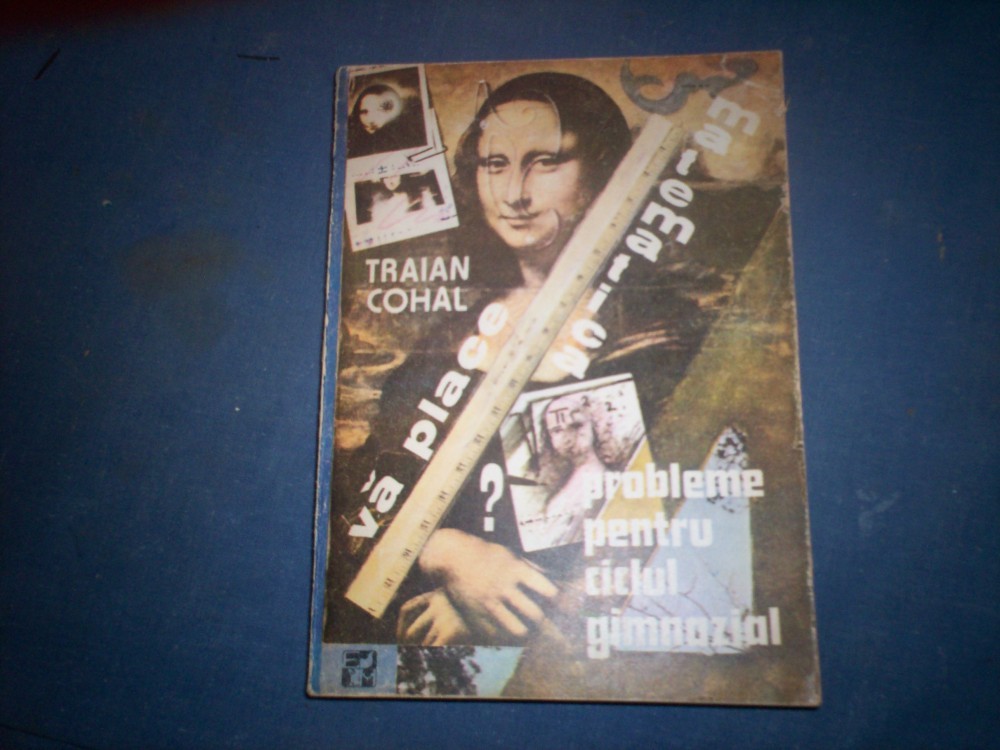 TRAIAN
COHAL
vă place
matematica
?
probleme
pentru
ciclul
gimnazial